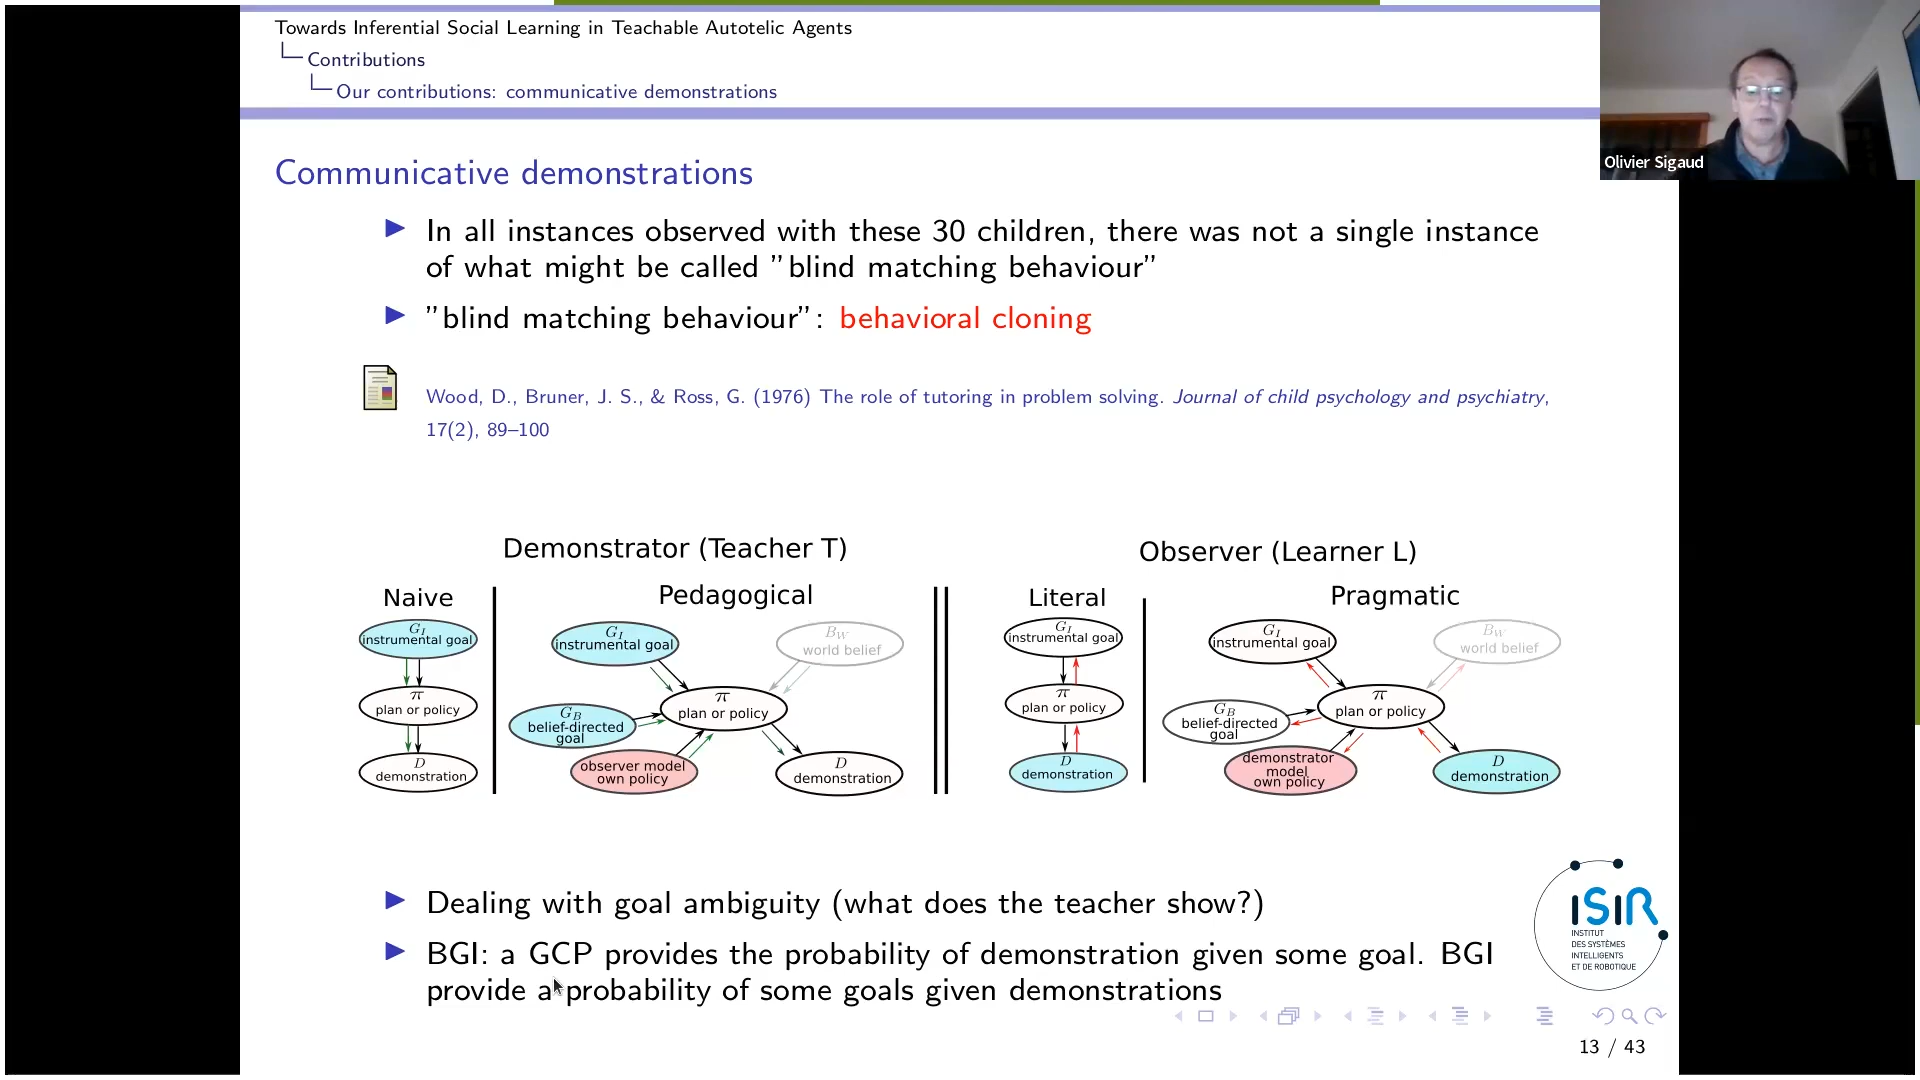 Towards Inferential Social Learning in Teachable Autotelic Agents
Contributions
Our contributions: communicative demonstrations
Olivier Sigaud
Communicative demonstrations
In all instances observed with these 30 children, there was not a single instance
of what might be called ”blind matching behaviour”
”blind matching behaviour”: behavioral cloning
Wood, D., Bruner, J. S., & Ross, G. (1976) The role of tutoring in problem solving. Journal of child psychology and psychiatry,
17(2), 89–100
Demonstrator (Teacher T)
Naive
G_I
instrumental goal
π
plan or policy
D
demonstration
Pedagogical
G_I
instrumental goal
B_W
world belief
π
plan or policy
G_B
belief-directed
goal
observer model
own policy
D
demonstration
Observer (Learner L)
Literal
G_I
instrumental goal
π
plan or policy
D
demonstration
Pragmatic
G_I
instrumental goal
B_W
world belief
π
plan or policy
G_B
belief-directed
goal
demonstrator
model
own policy
D
demonstration
Dealing with goal ambiguity (what does the teacher show?)
BGI: a GCP provides the probability of demonstration given some goal. BGI
provide a probability of some goals given demonstrations
ISIR
INSTITUT
DES SYSTÈMES
INTELLIGENTS
ET DE ROBOTIQUE
13 / 43